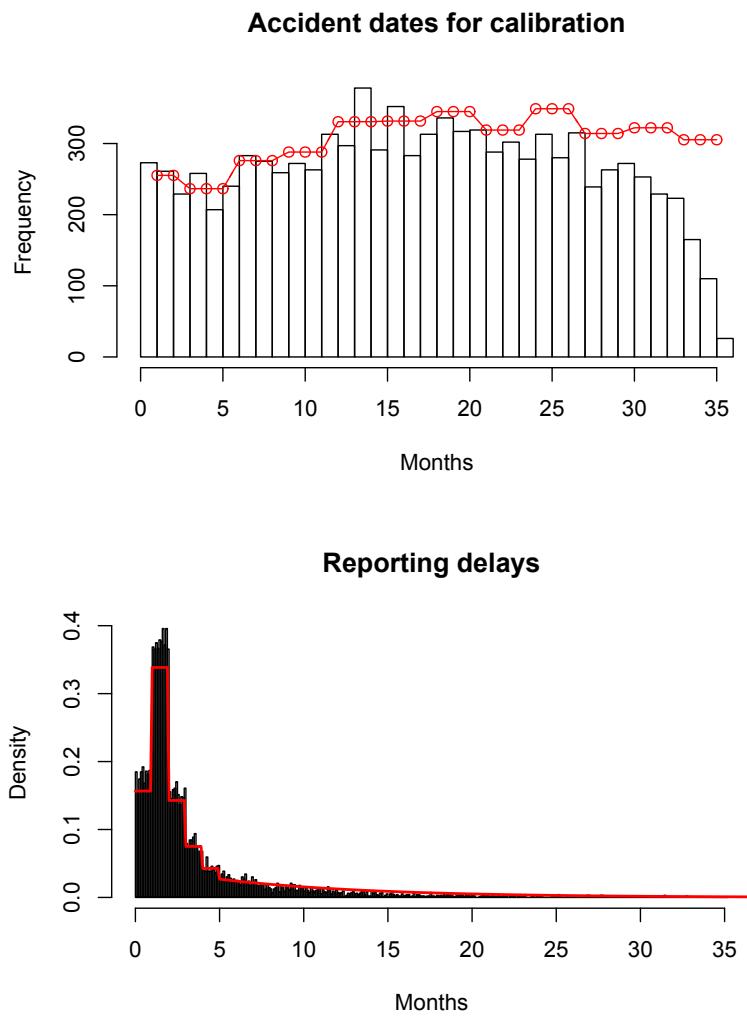 Accident dates for calibration
Frequency
300
200
100
0
0 5 10 15 20 25 30 35
Months
Reporting delays
Density
0.4
0.3
0.2
0.1
0.0
0 5 10 15 20 25 30 35
Months